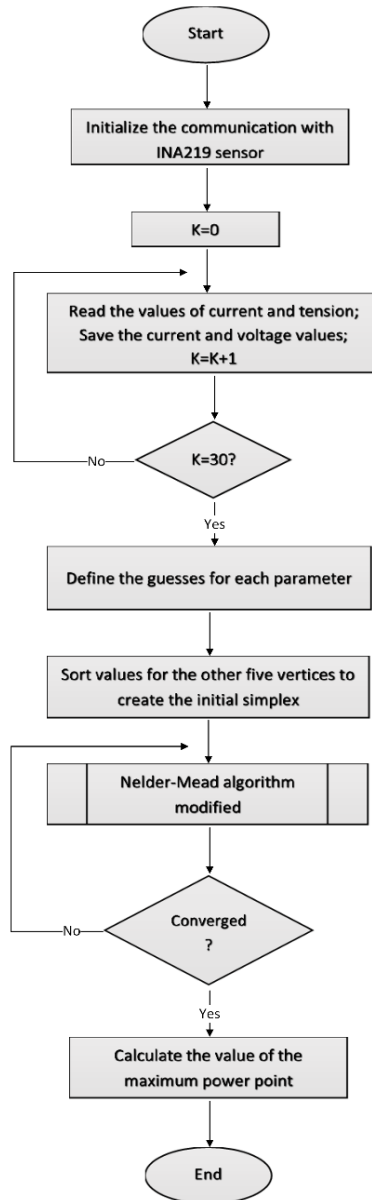 Start
Initialize the communication with
INA219 sensor
K=0
Read the values of current and tension;
Save the current and voltage values;
K=K+1
K=30?
No
Yes
Define the guesses for each parameter
Sort values for the other five vertices to
create the initial simplex
Nelder-Mead algorithm
modified
Converged
?
No
Yes
Calculate the value of the
maximum power point
End